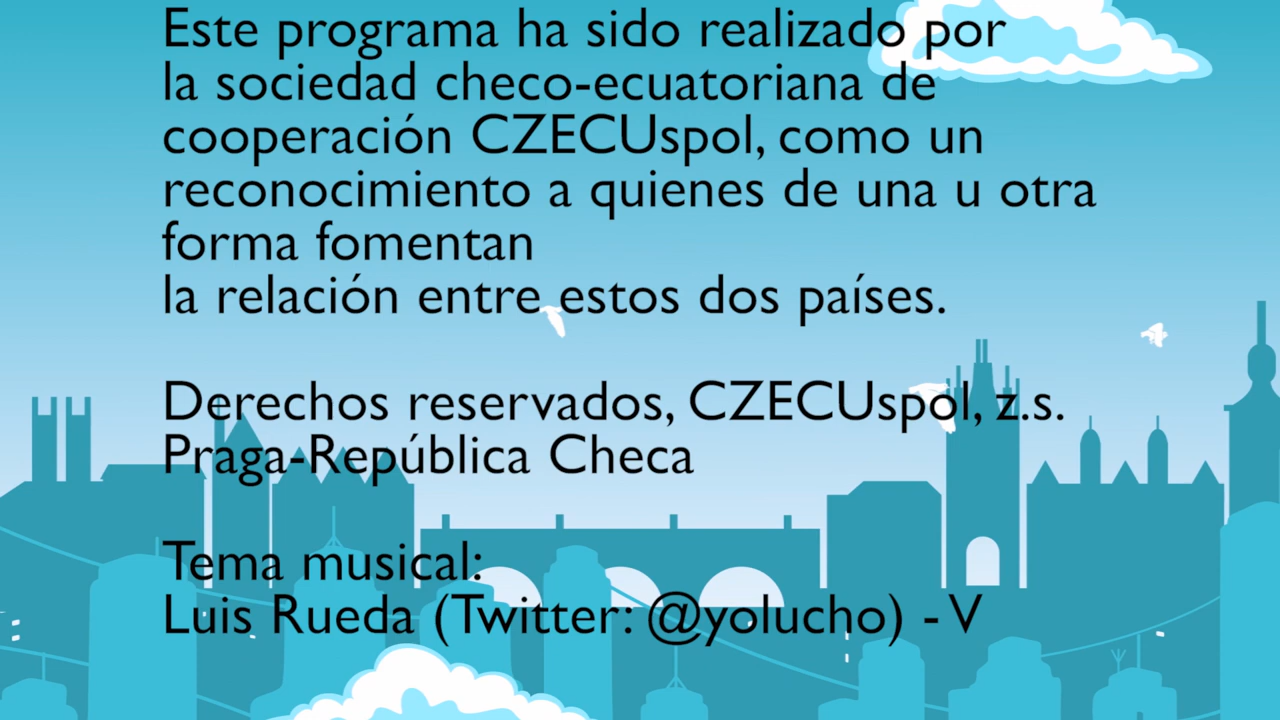 Este programa ha sido realizado por
la sociedad checo-ecuatoriana de
cooperación CZECUspol, como un
reconocimiento a quienes de una u otra
forma fomentan
la relación entre estos dos países.
Derechos reservados, CZECUspol, z.s.
Praga-República Checa
Tema musical:
Luis Rueda (Twitter: @yolucho) - V